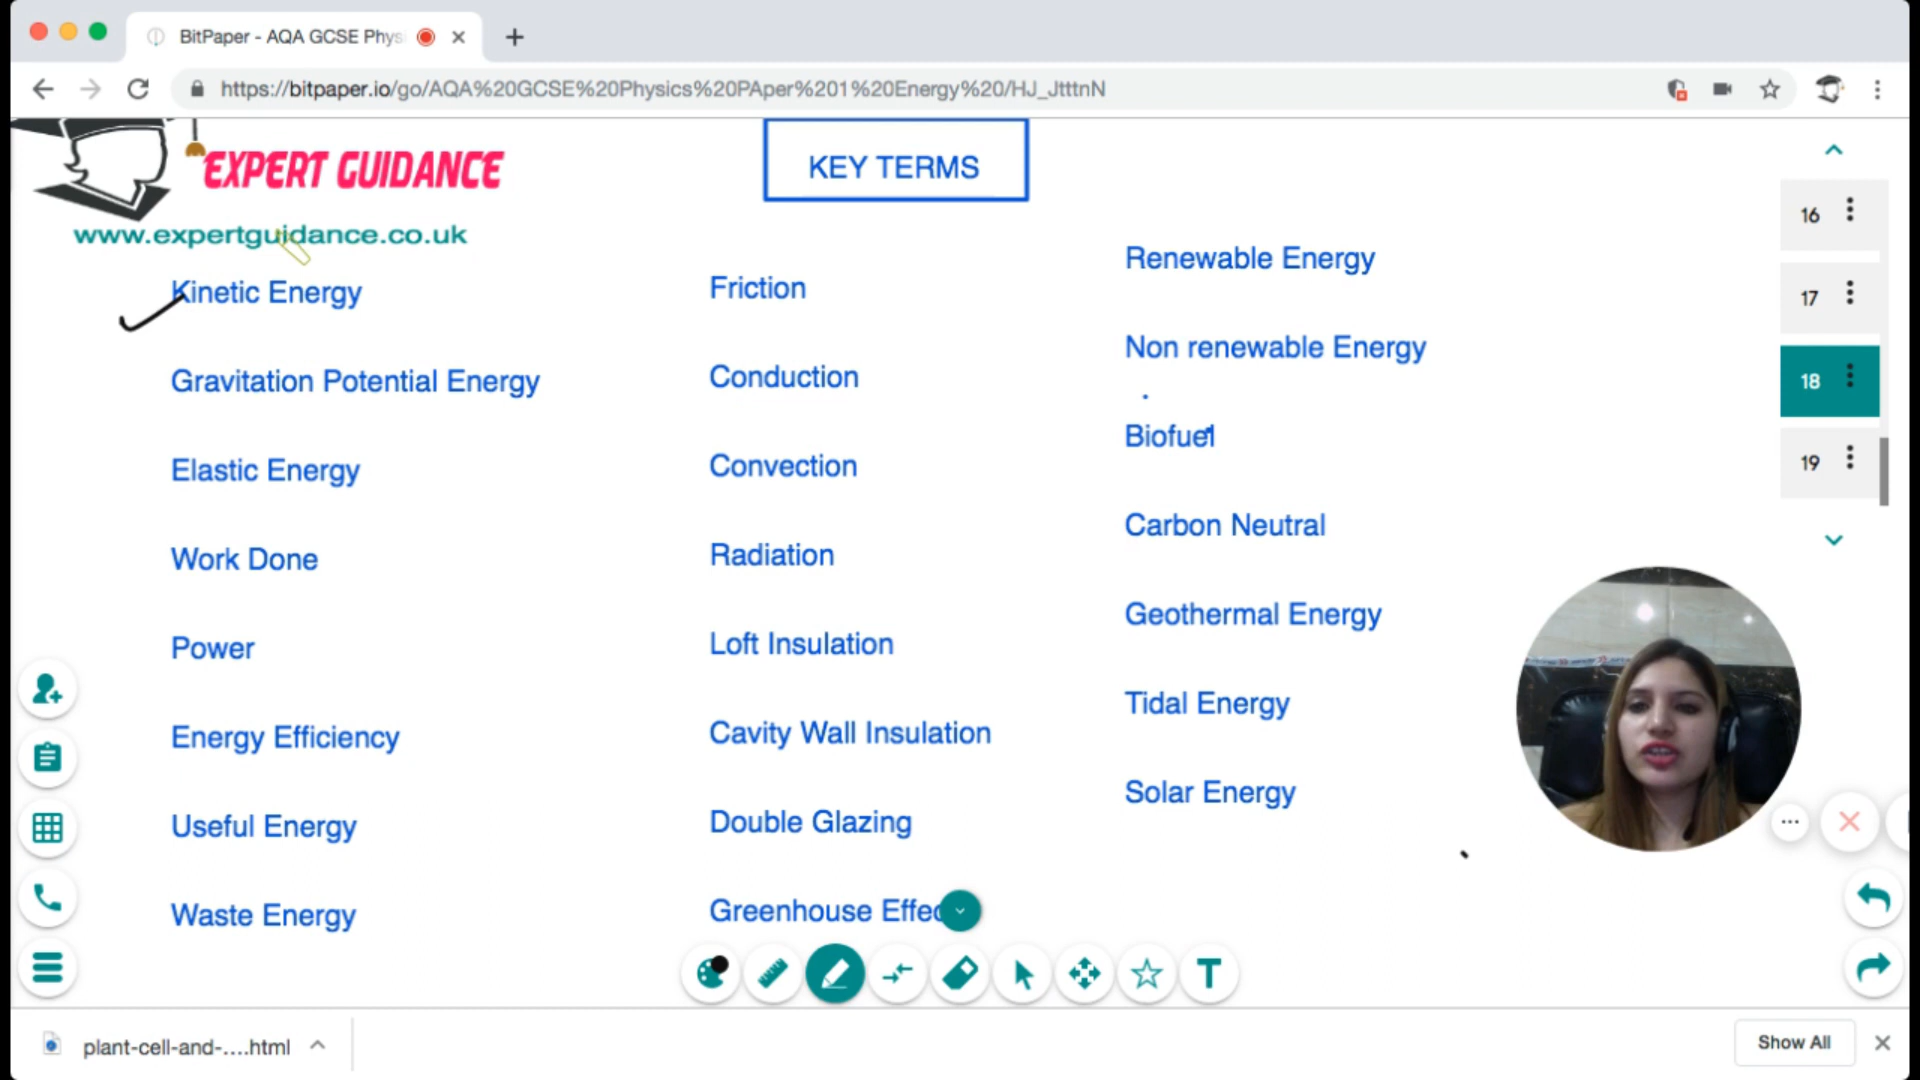 BitPaper - AQA GCSE Phys
https://bitpaper.io/go/AQA%20GCSE%20Physics%20PAper%201%20Energy%20/HJ_JtttnN
EXPERT GUIDANCE
www.expertguidance.co.uk
KEY TERMS
Kinetic Energy
Gravitation Potential Energy
Elastic Energy
Work Done
Power
Energy Efficiency
Useful Energy
Waste Energy
Friction
Conduction
Convection
Radiation
Loft Insulation
Cavity Wall Insulation
Double Glazing
Greenhouse Effec
Renewable Energy
Non renewable Energy
Biofuel
Carbon Neutral
Geothermal Energy
Tidal Energy
Solar Energy
16
17
18
19
T
plant-cell-and-....html
Show All